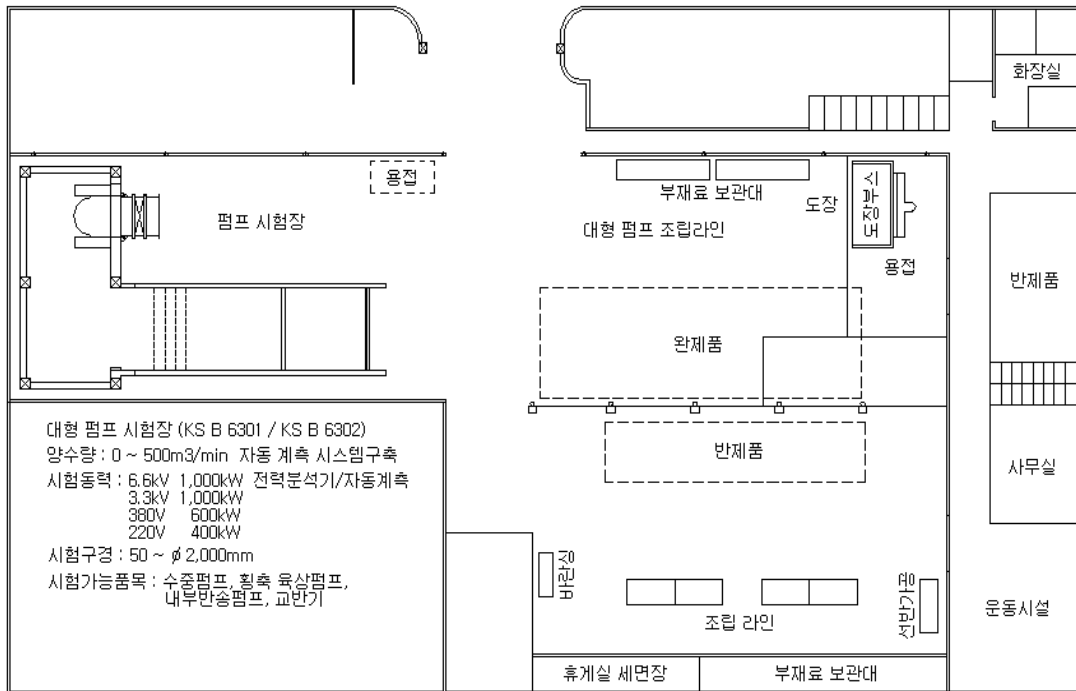 화장실
용접
부재료 보관대
도장
도장부스
펌프 시험장
대형 펌프 조립라인
용접
반제품
완제품
대형 펌프 시험장 (KS B 6301 / KS B 6302)
양수량 : 0 ~ 500m3/min 자동 계측 시스템구축
시험동력 : 6.6kV 1,000kW 전력분석기/자동계측
3.3kV 1,000kW
380V 600kW
220V 400kW
시험구경 : 50 ~ ϕ 2,000mm
시험가능품목 : 수중펌프, 횡축 육상펌프,
내부반송펌프, 교반기
반제품
사무실
바란싱
조립 라인
선반가공
운동시설
휴게실 세면장
부재료 보관대